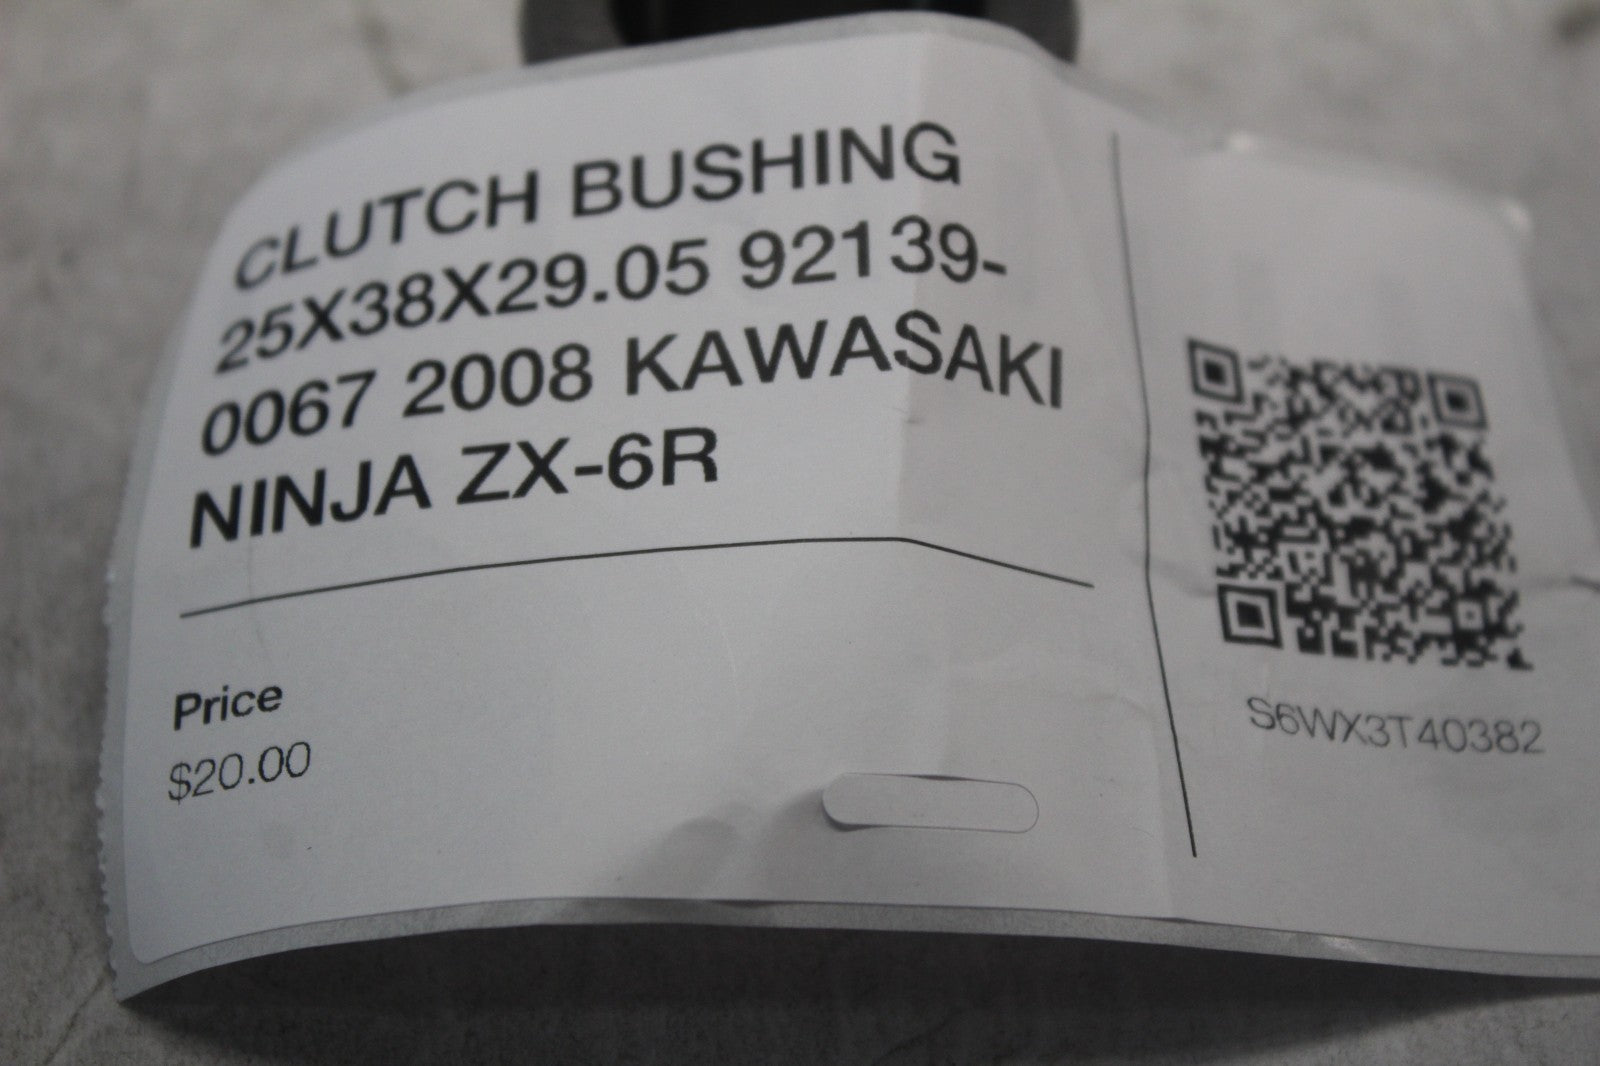 CLUTCH BUSHING
25X38X29.05 92139-
0067 2008 KAWASAKI
NINJA ZX-6R
Price
$20.00
S6WX3T40382